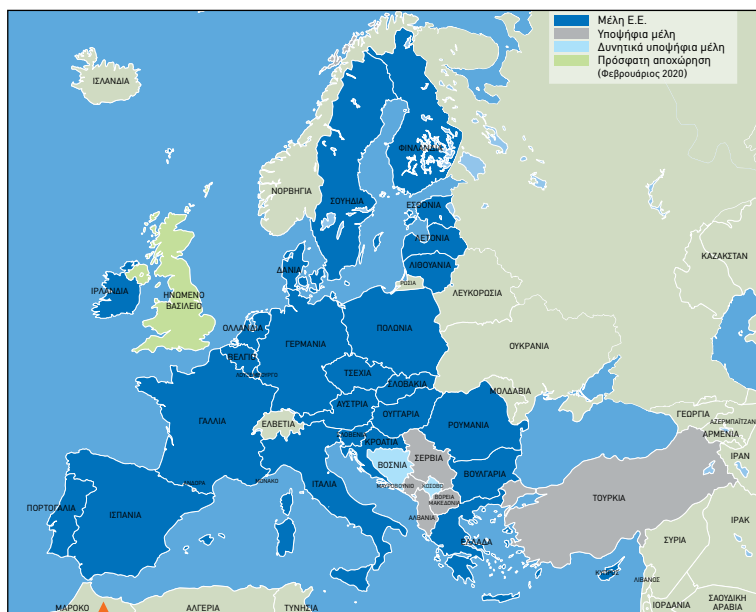 Μέλη Ε.Ε.
Υποψήφια μέλη
Δυνητικά υποψήφια μέλη
Πρόσφατη αποχώρηση
(Φεβρουάριος 2020)
ΙΣΛΑΝΔΙΑ
ΦΙΝΛΑΝΔΙΑ
ΝΟΡΒΗΓΙΑ
ΣΟΥΗΔΙΑ
ΕΣΘΟΝΙΑ
ΛΕΤΟΝΙΑ
ΚΑΖΑΚΣΤΑΝ
ΔΑΝΙΑ
ΛΙΘΟΥΑΝΙΑ
ΡΩΣΙΑ
ΙΡΛΑΝΔΙΑ
ΗΝΩΜΕΝΟ
ΒΑΣΙΛΕΙΟ
ΛΕΥΚΟΡΩΣΙΑ
ΟΛΛΑΝΔΙΑ
ΓΕΡΜΑΝΙΑ
ΠΟΛΩΝΙΑ
ΟΥΚΡΑΝΙΑ
ΒΕΛΓΙΟ
ΛΟΥΞΕΜΒΟΥΡΓΟ
ΤΣΕΧΙΑ
ΣΛΟΒΑΚΙΑ
ΜΟΛΔΑΒΙΑ
ΑΥΣΤΡΙΑ
ΟΥΓΓΑΡΙΑ
ΓΑΛΛΙΑ
ΕΛΒΕΤΙΑ
ΡΟΥΜΑΝΙΑ
ΓΕΩΡΓΙΑ
ΑΖΕΡΜΠΑΪΤΖΑΝ
ΑΡΜΕΝΙΑ
ΣΛΟΒΕΝΙΑ
ΚΡΟΑΤΙΑ
ΙΡΑΝ
ΒΟΣΝΙΑ
ΣΕΡΒΙΑ
ΒΟΥΛΓΑΡΙΑ
ΑΝΔΟΡΑ
ΜΟΝΑΚΟ
ΙΤΑΛΙΑ
ΜΑΥΡΟΒΟΥΝΙΟ
ΚΟΣΟΒΟ
ΒΟΡΕΙΑ
ΜΑΚΕΔΟΝΙΑ
ΤΟΥΡΚΙΑ
ΠΟΡΤΟΓΑΛΙΑ
ΙΣΠΑΝΙΑ
ΑΛΒΑΝΙΑ
ΙΡΑΚ
ΕΛΛΑΔΑ
ΣΥΡΙΑ
ΚΥΠΡΟΣ
ΛΙΒΑΝΟΣ
ΜΑΡΟΚΟ
ΑΛΓΕΡΙΑ
ΤΥΝΗΣΙΑ
ΙΟΡΔΑΝΙΑ
ΣΑΟΥΔΙΚΗ
ΑΡΑΒΙΑ